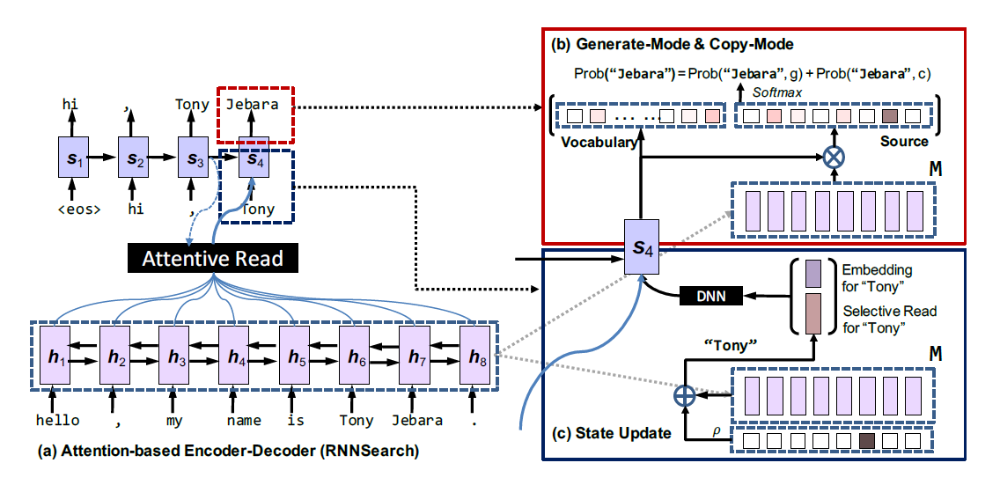 hi , Tony Jebara
s1 s2 s3 s4
<eos> hi , Tony
Attentive Read
h1 h2 h3 h4 h5 h6 h7 h8
hello , my name is Tony Jebara .
(a) Attention-based Encoder-Decoder (RNNSearch)
(b) Generate-Mode & Copy-Mode
Prob(“Jebara”) = Prob(“Jebara”, g) + Prob(“Jebara”, c)
Softmax
... ...
Vocabulary
Source
M
s4
DNN
Embedding
for “Tony”
Selective Read
for “Tony”
“Tony”
M
ρ
(c) State Update